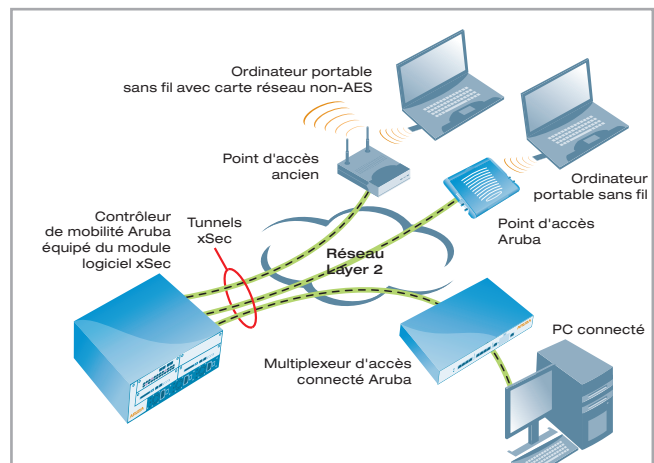 Ordinateur portable
sans fil avec carte réseau non-AES
Point d'accès
ancien
Ordinateur
portable sans fil
Point d'accès
Aruba
Contrôleur
de mobilité Aruba
équipé du module
logiciel xSec
Tunnels
xSec
Réseau
Layer 2
PC connecté
Multiplexeur d'accès
connecté Aruba